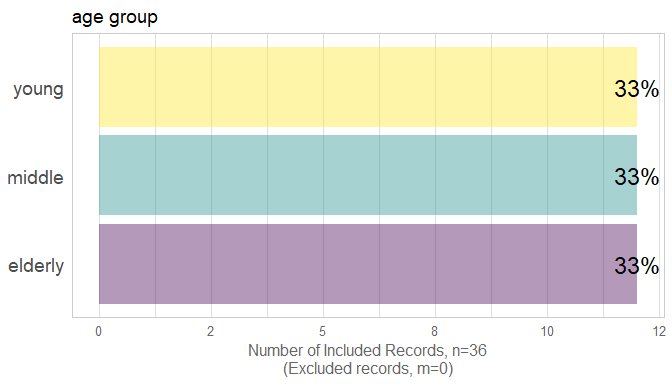 age group
young
33%
middle
33%
elderly
33%
0 2 5 8 10 12
Number of Included Records, n=36
(Excluded records, m=0)